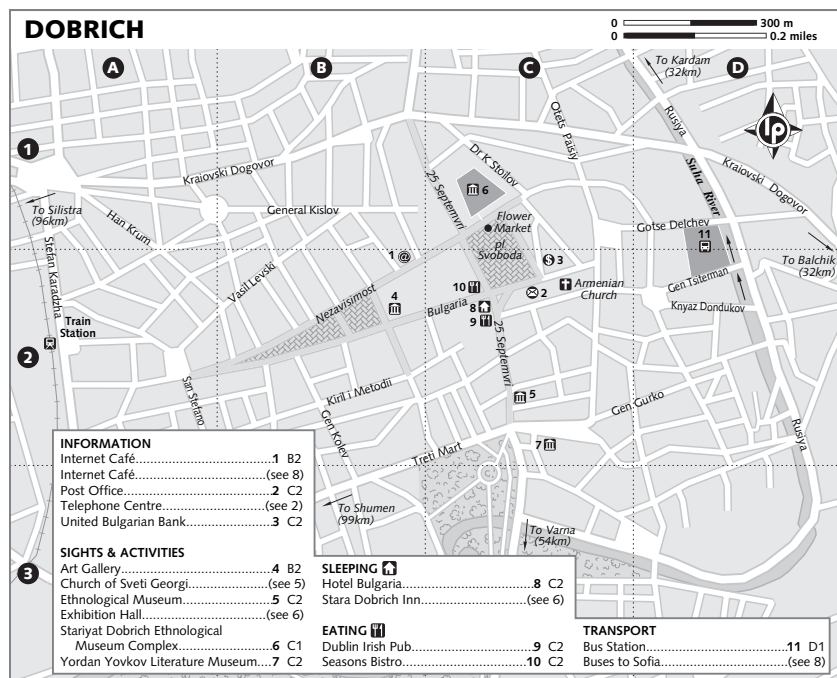 DOBRICH
0 300 m
0 0.2 miles
A
B
C
D
1
2
3
To Kardam
(32km)
Rusiya
Otets Paisiy
Dr K Stoilov
Kraiovski Dogovor
Kraiovski Dogovor
Suha River
lp
6
25 Septemvri
To Silistra
(96km)
Han Krum
General Kislov
Flower
Market
pl
Svoboda
Gotse Delchev
11
To Balchik
(32km)
1 @
$ 3
Stefan Karadzha
Vasil Levski
Nezavisimost
4
10
2
Armenian
Church
Gen Tsiterman
Knyaz Dondukov
Bulgaria
8
9
Train
Station
25 Septemvri
San Stefano
Kiril i Metodii
5
Gen Gurko
Gen Kolev
Treti Mart
7
Rusiya
To Shumen
(99km)
To Varna
(54km)
INFORMATION
Internet Café...................................1 B2
Internet Café.................................(see 8)
Post Office.....................................2 C2
Telephone Centre............................(see 2)
United Bulgarian Bank.......................3 C2
SIGHTS & ACTIVITIES
Art Gallery......................................4 B2
Church of Sveti Georgi.....................(see 5)
Ethnological Museum........................5 C2
Exhibition Hall................................(see 6)
Stariyat Dobrich Ethnological
Museum Complex............................6 C1
Yordan Yovkov Literature Museum....7 C2
SLEEPING
Hotel Bulgaria.................................8 C2
Stara Dobrich Inn............................(see 6)
EATING
Dublin Irish Pub...............................9 C2
Seasons Bistro................................10 C2
TRANSPORT
Bus Station....................................11 D1
Buses to Sofia................................(see 8)